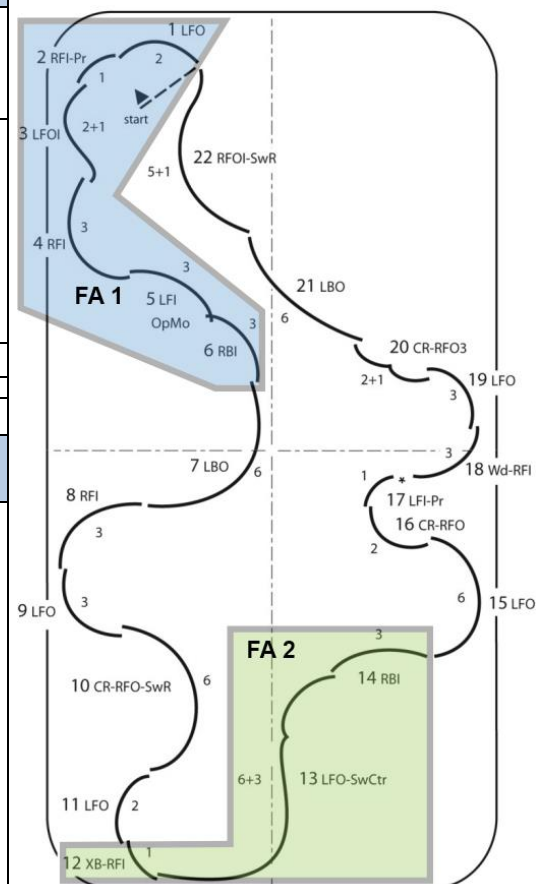 1 LFO
2
2 RFI-Pr
1
start
3 LFOI
2+1
22 RFOI-SwR
5+1
4 RFI
3
3
FA 1
5 LFI
OpMo
3
6 RBI
21 LBO
6
20 CR-RFO3
2+1
19 LFO
3
7 LBO
6
3
18 Wd-RFI
1
*
17 LFI-Pr
16 CR-RFO
2
8 RFI
3
9 LFO
3
6
15 LFO
3
FA 2
14 RBI
10 CR-RFO-SwR
6
6+3
13 LFO-SwCtr
11 LFO
2
12 XB-RFI
1